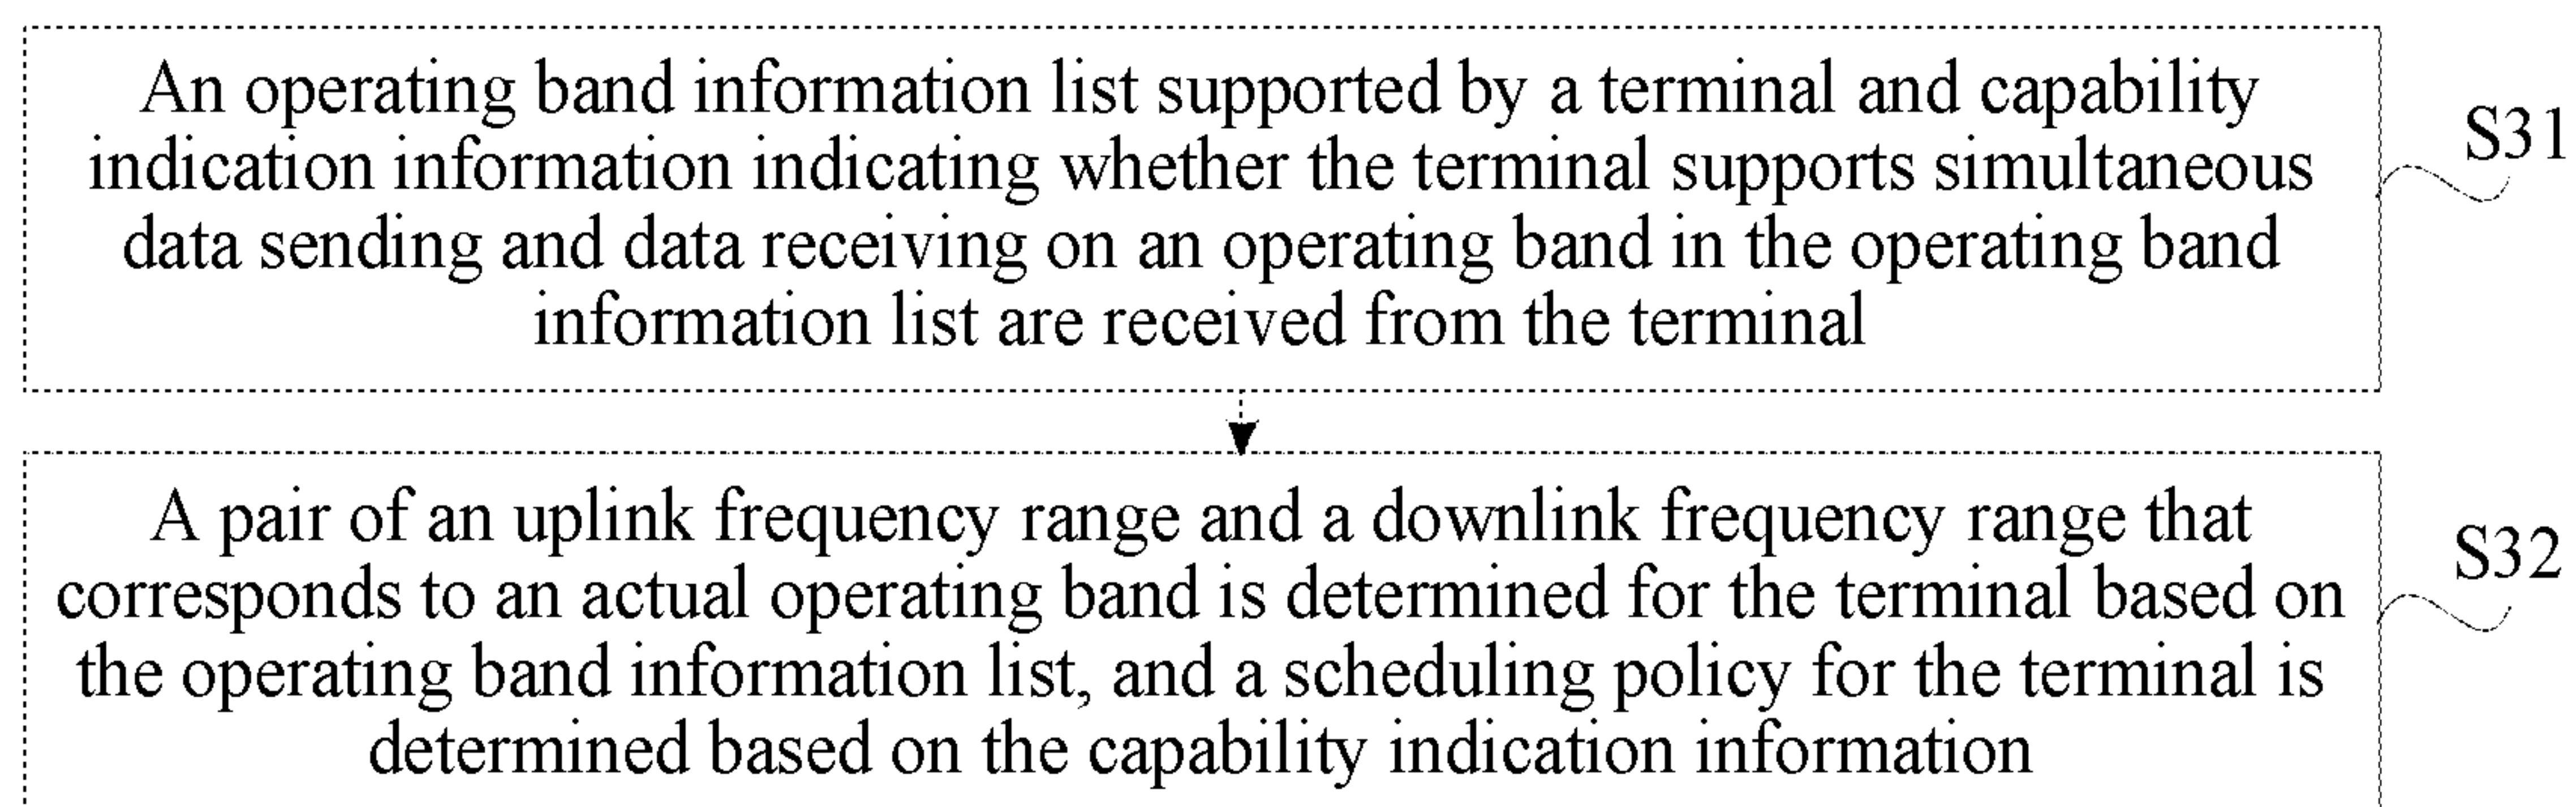 An operating band information list supported by a terminal and capability
indication information indicating whether the terminal supports simultaneous
data sending and data receiving on an operating band in the operating band
information list are received from the terminal
S31
A pair of an uplink frequency range and a downlink frequency range that
corresponds to an actual operating band is determined for the terminal based on
the operating band information list, and a scheduling policy for the terminal is
determined based on the capability indication information
S32